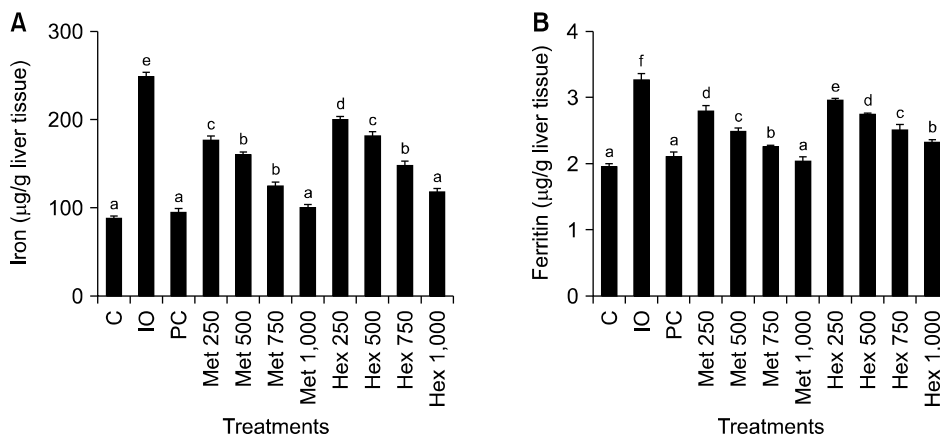 A
Iron (µg/g liver tissue)
300
200
100
0
a
e
a
c
b
b
a
d
c
b
a
C
IO
PC
Met 250
Met 500
Met 750
Met 1,000
Hex 250
Hex 500
Hex 750
Hex 1,000
Treatments
B
Ferritin (µg/g liver tissue)
4
3
2
1
0
a
f
a
d
c
b
a
e
d
c
b
C
IO
PC
Met 250
Met 500
Met 750
Met 1,000
Hex 250
Hex 500
Hex 750
Hex 1.000
Treatments